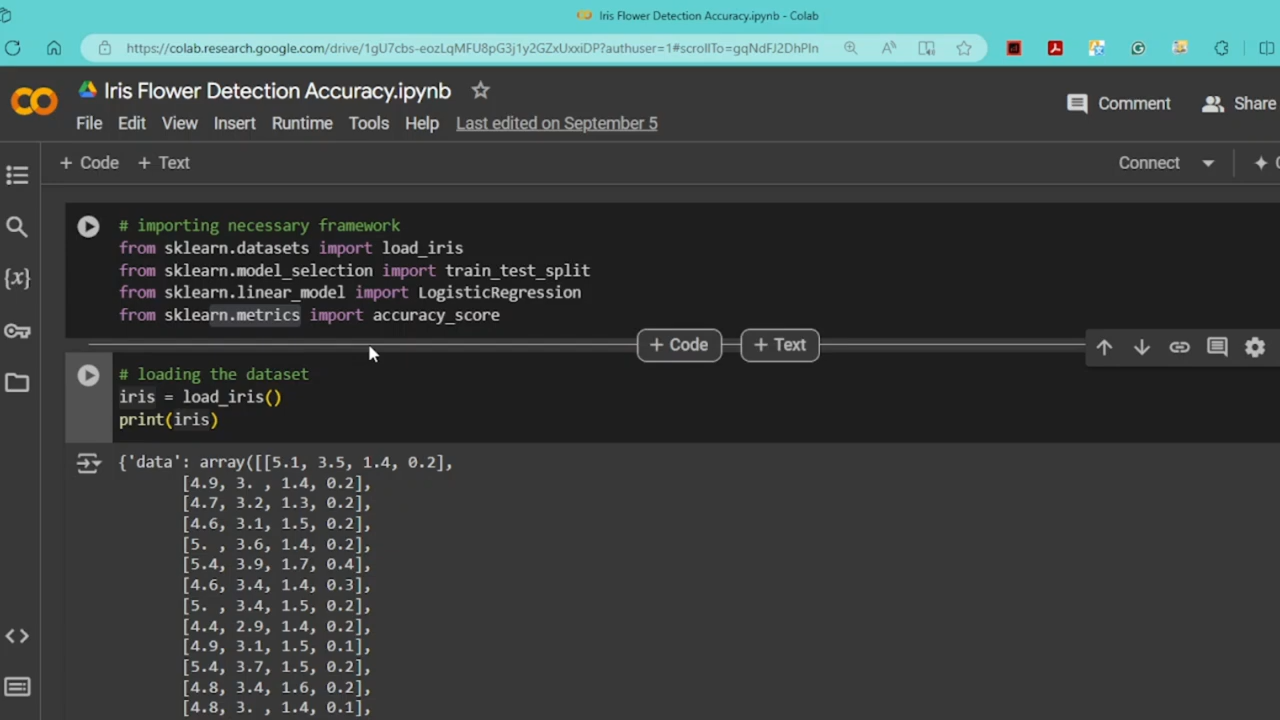 Iris Flower Detection Accuracy.ipynb - Colab
https://colab.research.google.com/drive/1gU7cbs-eozLqMFU8pG3j1y2GZxUxxiDP?authuser=1#scrollTo=gqNdFJ2DhPIn
Iris Flower Detection Accuracy.ipynb
Comment
Share
File Edit View Insert Runtime Tools Help Last edited on September 5
+ Code + Text
Connect
# importing necessary framework
from sklearn.datasets import load_iris
from sklearn.model_selection import train_test_split
from sklearn.linear_model import LogisticRegression
from sklearn.metrics import accuracy_score
+ Code + Text
# loading the dataset
iris = load_iris()
print(iris)
{'data': array([[5.1, 3.5, 1.4, 0.2],
[4.9, 3. , 1.4, 0.2],
[4.7, 3.2, 1.3, 0.2],
[4.6, 3.1, 1.5, 0.2],
[5. , 3.6, 1.4, 0.2],
[5.4, 3.9, 1.7, 0.4],
[4.6, 3.4, 1.4, 0.3],
[5. , 3.4, 1.5, 0.2],
[4.4, 2.9, 1.4, 0.2],
[4.9, 3.1, 1.5, 0.1],
[5.4, 3.7, 1.5, 0.2],
[4.8, 3.4, 1.6, 0.2],
[4.8, 3. , 1.4, 0.1],